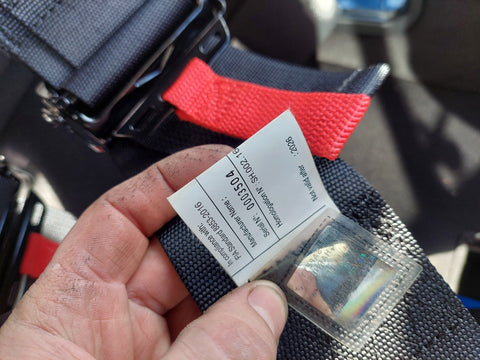 In compliance with:
FIA Standard 8853-2016
Manufacturer Name:
Serial N°: 0003504
Homologation N°: SH.002.16
Not valid after : 2026